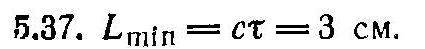 5.37. L_min = cτ = 3 см.